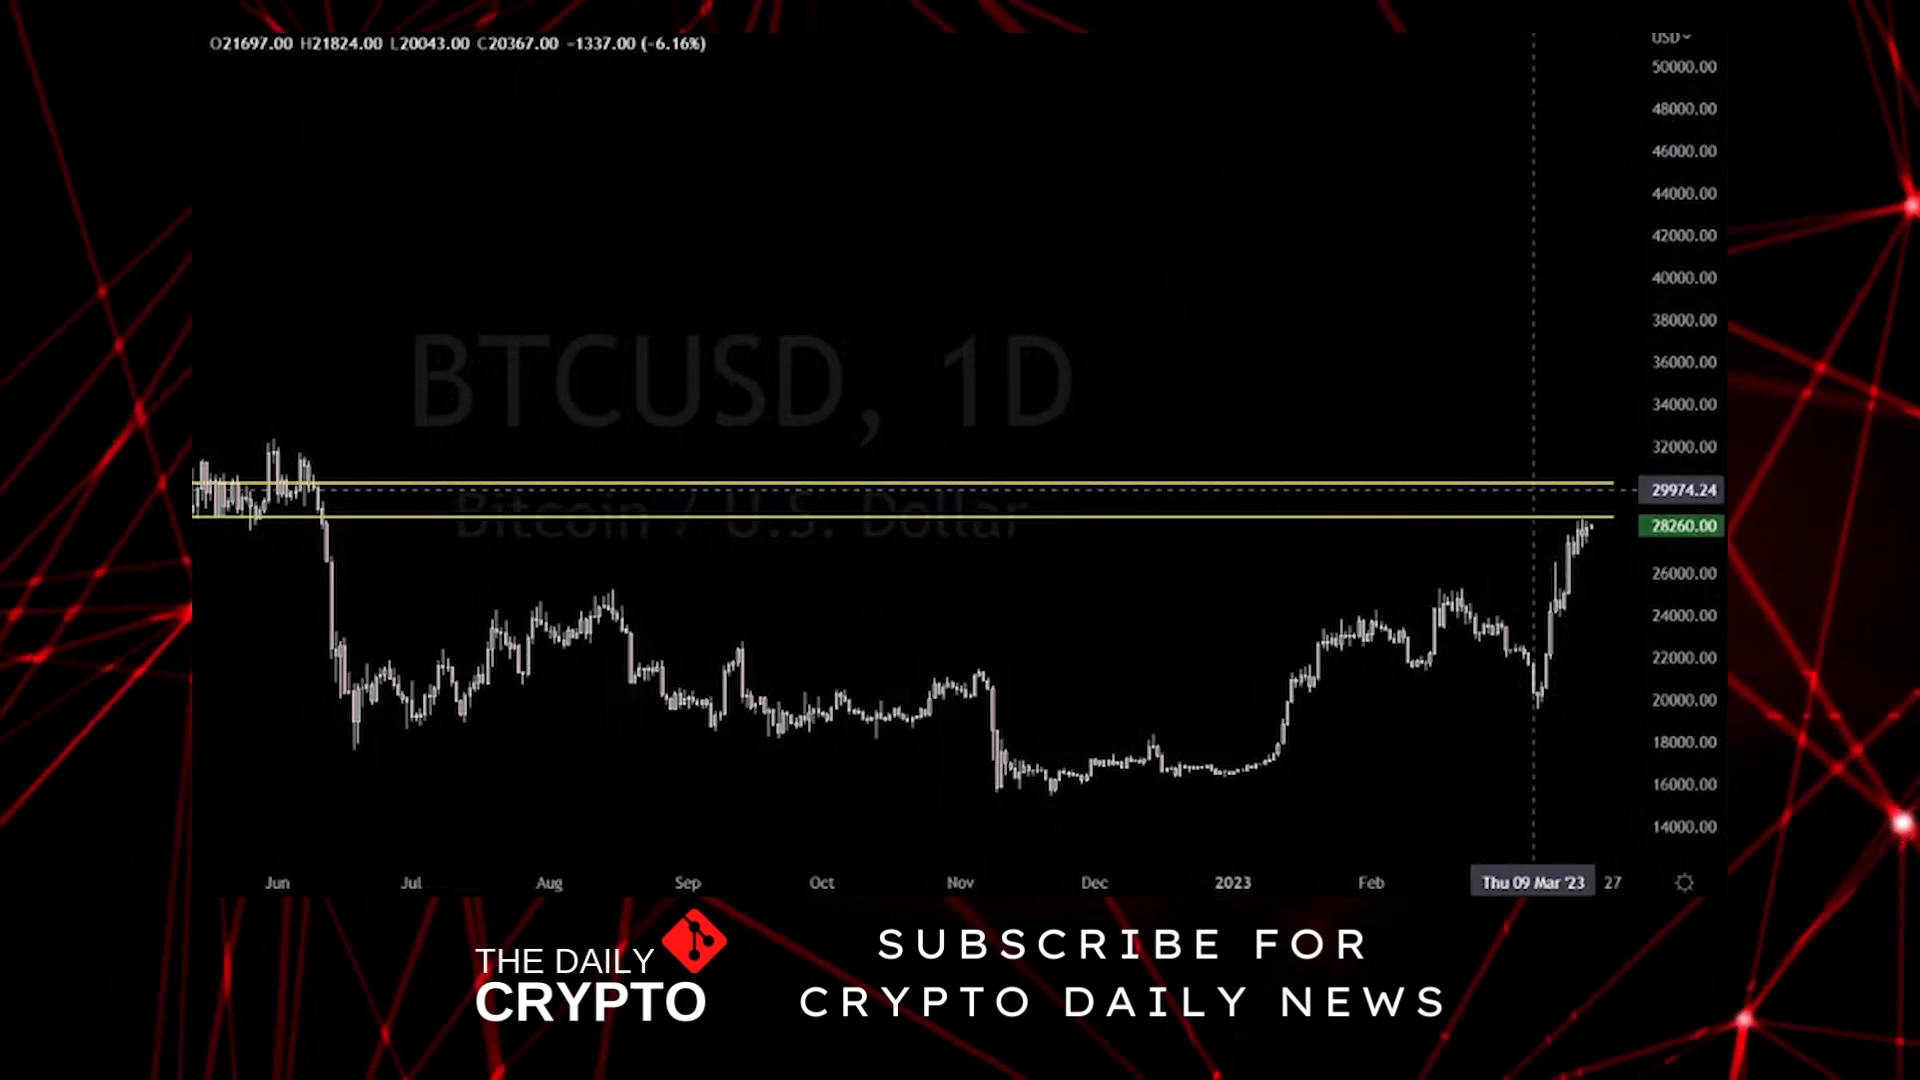 O21697.00 H21824.00 L20043.00 C20367.00 −1337.00 (−6.16%)
USD
50000.00
48000.00
46000.00
44000.00
42000.00
40000.00
38000.00
36000.00
34000.00
32000.00
29974.24
28260.00
26000.00
24000.00
22000.00
20000.00
18000.00
16000.00
14000.00
BTCUSD, 1D
Bitcoin / U.S. Dollar
Jun Jul Aug Sep Oct Nov Dec 2023 Feb Thu 09 Mar '23 27
THE DAILY
CRYPTO
SUBSCRIBE FOR
CRYPTO DAILY NEWS